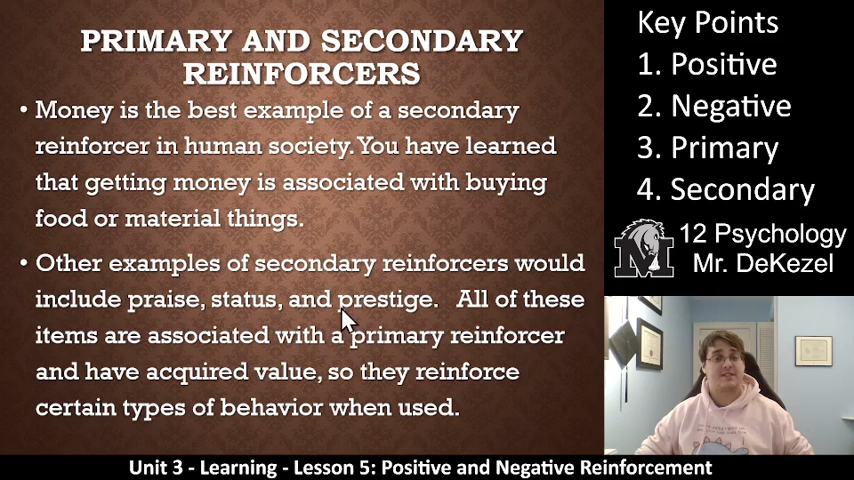 PRIMARY AND SECONDARY
REINFORCERS
• Money is the best example of a secondary
reinforcer in human society. You have learned
that getting money is associated with buying
food or material things.
• Other examples of secondary reinforcers would
include praise, status, and prestige. All of these
items are associated with a primary reinforcer
and have acquired value, so they reinforce
certain types of behavior when used.
Key Points
1. Positive
2. Negative
3. Primary
4. Secondary
M
12 Psychology
Mr. DeKezel
Unit 3 - Learning - Lesson 5: Positive and Negative Reinforcement